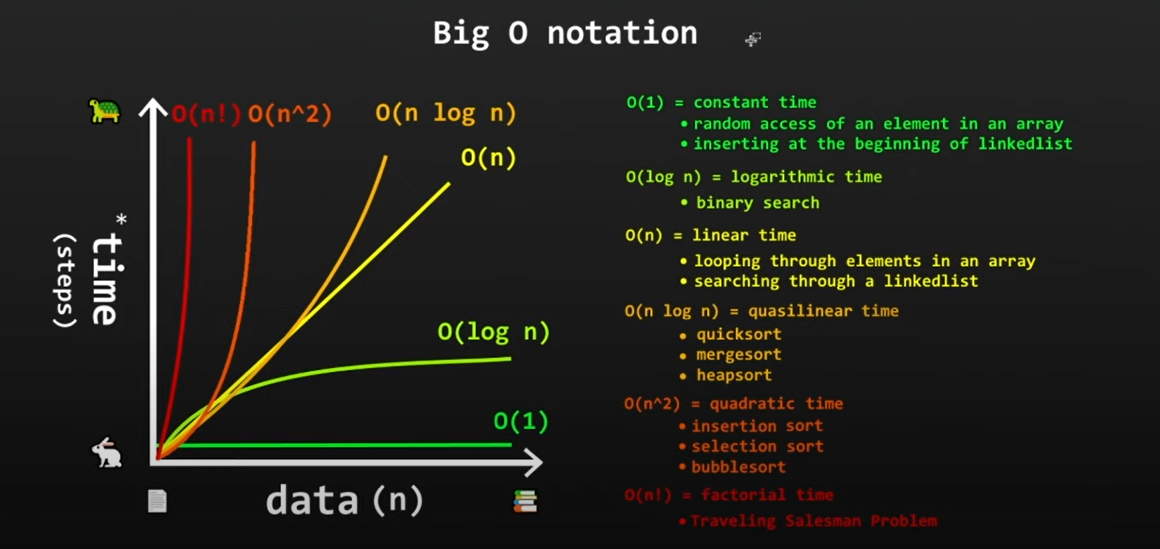 Big O notation
O(n!)
O(n^2)
O(n log n)
O(n)
O(log n)
O(1)
*time
(steps)
data(n)
O(1) = constant time
• random access of an element in an array
• inserting at the beginning of linkedlist
O(log n) = logarithmic time
• binary search
O(n) = linear time
• looping through elements in an array
• searching through a linkedlist
O(n log n) = quasilinear time
• quicksort
• mergesort
• heapsort
O(n^2) = quadratic time
• insertion sort
• selection sort
• bubblesort
O(n!) = factorial time
• Traveling Salesman Problem